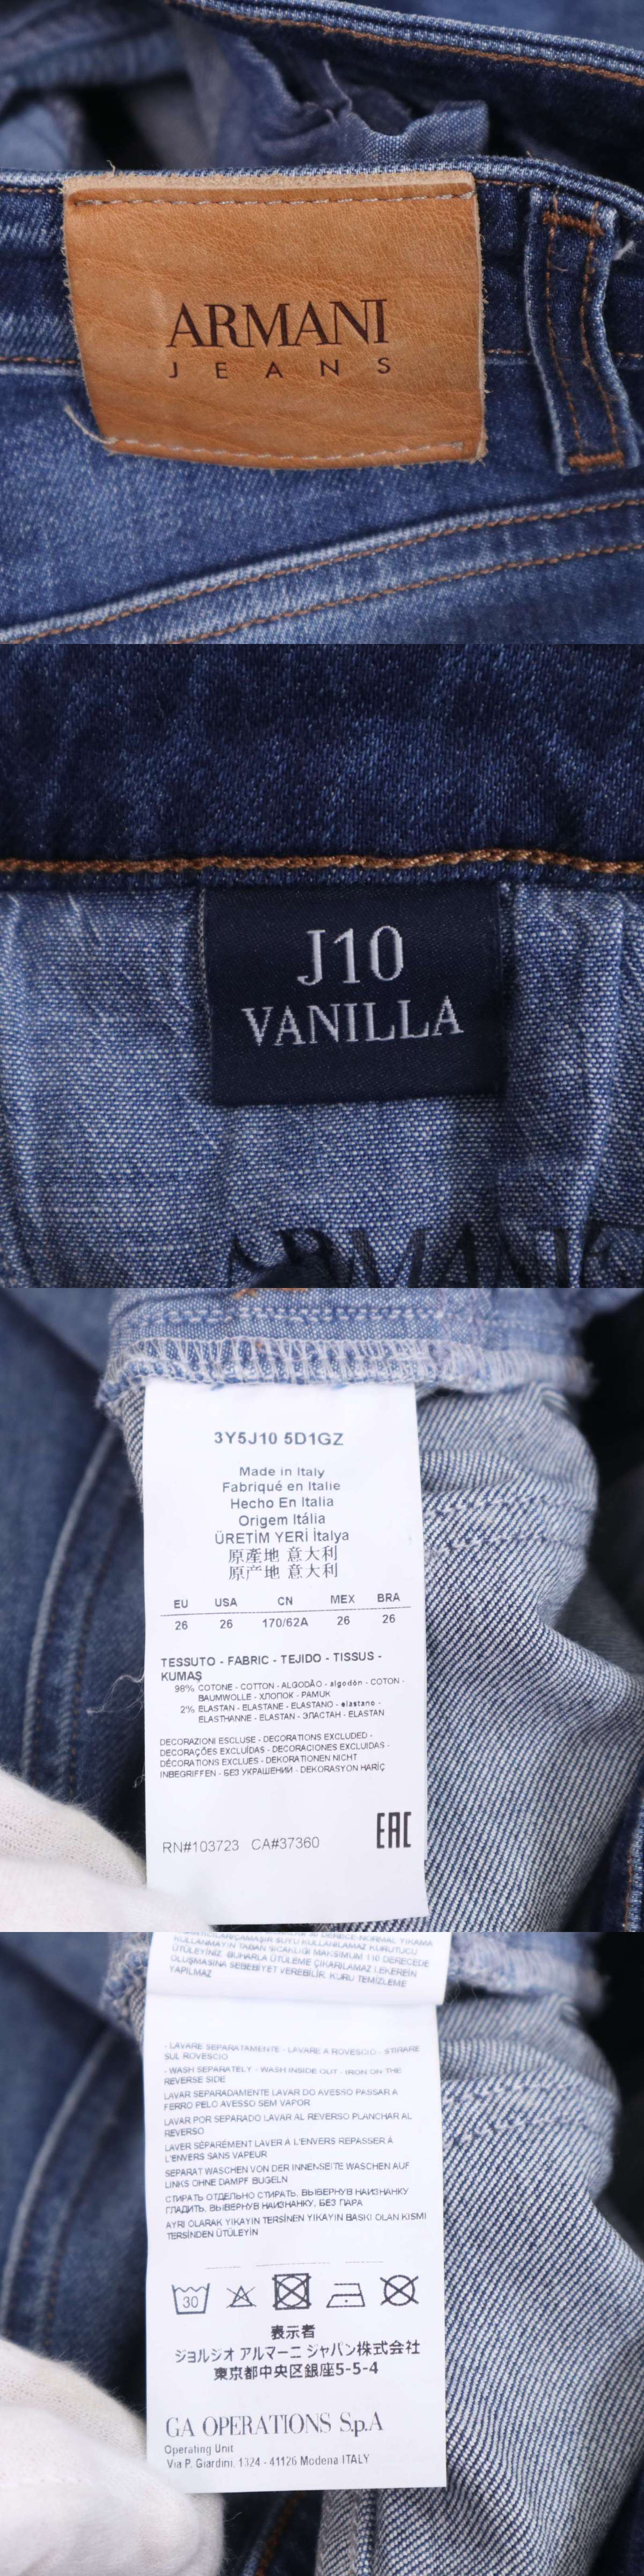 ARMANI
JEANS
J10
VANILLA
ARMANI
3Y5J10 5D1GZ
Made in Italy
Fabriqué en Italie
Hecho En Italia
Origem Itália
ÜRETİM YERİ İtalya
原產地 意大利
原产地 意大利
EU USA CN MEX BRA
26 26 170/62A 26 26
TESSUTO - FABRIC - TEJIDO - TISSUS -
KUMAŞ
98% COTONE - COTTON - ALGODÃO - algodón - COTON -
BAUMWOLLE - ХЛОПОК - PAMUK
2% ELASTAN - ELASTANE - ELASTANO - elastano -
ELASTHANNE - ELASTAN - ЭЛАСТАН - ELASTAN
DECORAZIONI ESCLUSE - DECORATIONS EXCLUDED -
DECORAÇÕES EXCLUÍDAS - DECORACIONES EXCLUIDAS -
DÉCORATIONS EXCLUES - DEKORATIONEN NICHT
INBEGRIFFEN - БЕЗ УКРАШЕНИЙ - DEKORASYON HARİÇ
RN#103723 CA#37360
EAC
30 DERECE NORMAL YIKAMA
KULLANMAYIN TABAN SICAKLIĞI MAKSİMUM 110 DERECEDE
ÜTÜLEYİNİZ BUHARLA ÜTÜLEME ÇIKARILAMAZ LEKERELİN
OLUŞMASINA SEBEBİYET VEREBİLİR. KURU TEMİZLEME
YAPILMAZ
- LAVARE SEPARATAMENTE - LAVARE A ROVESCIO - STIRARE
SUL ROVESCIO
- WASH SEPARATELY - WASH INSIDE OUT - IRON ON THE
REVERSE SIDE
LAVAR SEPARADAMENTE LAVAR DO AVESSO PASSAR A
FERRO PELO AVESSO SEM VAPOR
LAVAR POR SEPARADO LAVAR AL REVERSO PLANCHAR AL
REVERSO
LAVER SÉPARÉMENT LAVER À L'ENVERS REPASSER À
L'ENVERS SANS VAPEUR
SEPARAT WASCHEN VON DER INNENSEITE WASCHEN AUF
LINKS OHNE DAMPF BÜGELN
СТИРАТЬ ОТДЕЛЬНО СТИРАТЬ, ВЫВЕРНУВ НАИЗНАНКУ
ГЛАДИТЬ, ВЫВЕРНУВ НАИЗНАНКУ, БЕЗ ПАРА
AYRI OLARAK YIKAYIN TERSİNEN YIKAYIN BASKI OLAN KISMI
TERSİNDEN ÜTÜLEYİN
30
表示者
ジョルジオ アルマーニ ジャパン株式会社
東京都中央区銀座5-5-4
GA OPERATIONS S.p.A
Operating Unit
Via P. Giardini, 1324 - 41126 Modena ITALY